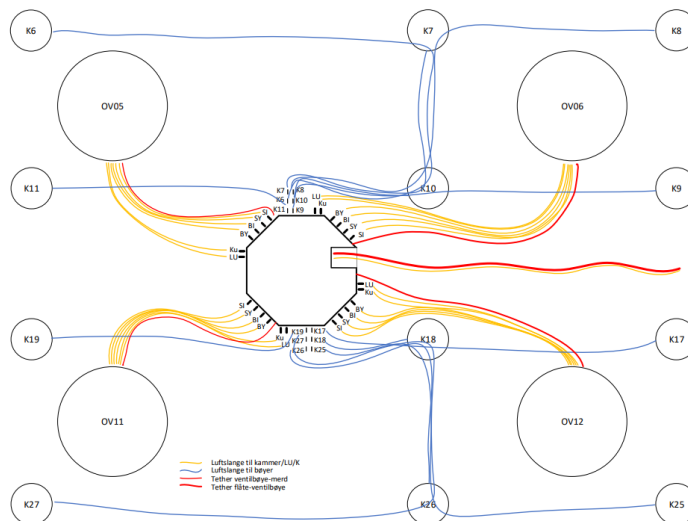 K6
K7
K8
OV05
OV06
K11
K10
K9
K7
K8
K6
K10
K11
K9
LU
Ku
SI
SY
BI
BY
BY
BI
SY
SI
Ku
LU
LU
Ku
SI
SY
BI
BY
BY
BI
SY
SI
Ku
LU
K19
K27
K26
K17
K18
K25
K19
K18
K17
OV11
OV12
Luftslange til kammer/LU/K
Luftslange til bøyer
Tether ventilbøye-merd
Tether flåte-ventilbøye
K27
K26
K25